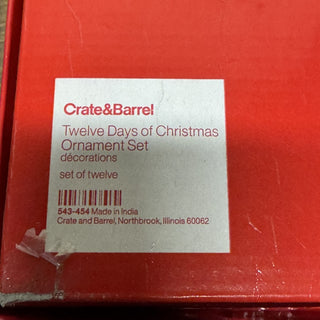 Crate&Barrel
Twelve Days of Christmas
Ornament Set
décorations
set of twelve
543-454 Made in India
Crate and Barrel, Northbrook, Illinois 60062